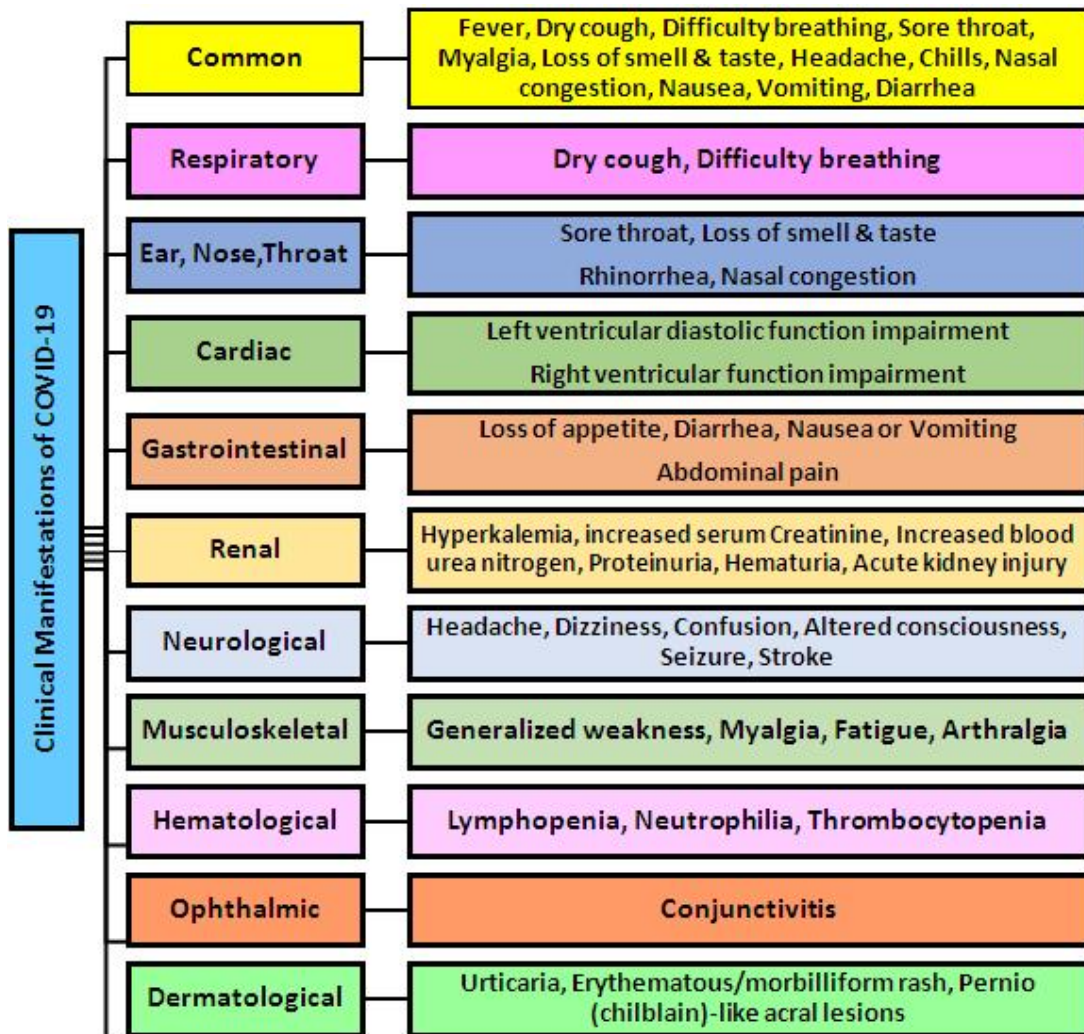 Clinical Manifestations of COVID-19
Common
Fever, Dry cough, Difficulty breathing, Sore throat,
Myalgia, Loss of smell & taste, Headache, Chills, Nasal
congestion, Nausea, Vomiting, Diarrhea
Respiratory
Dry cough, Difficulty breathing
Ear, Nose,Throat
Sore throat, Loss of smell & taste
Rhinorrhea, Nasal congestion
Cardiac
Left ventricular diastolic function impairment
Right ventricular function impairment
Gastrointestinal
Loss of appetite, Diarrhea, Nausea or Vomiting
Abdominal pain
Renal
Hyperkalemia, increased serum Creatinine, Increased blood
urea nitrogen, Proteinuria, Hematuria, Acute kidney injury
Neurological
Headache, Dizziness, Confusion, Altered consciousness,
Seizure, Stroke
Musculoskeletal
Generalized weakness, Myalgia, Fatigue, Arthralgia
Hematological
Lymphopenia, Neutrophilia, Thrombocytopenia
Ophthalmic
Conjunctivitis
Dermatological
Urticaria, Erythematous/morbilliform rash, Pernio
(chilblain)-like acral lesions